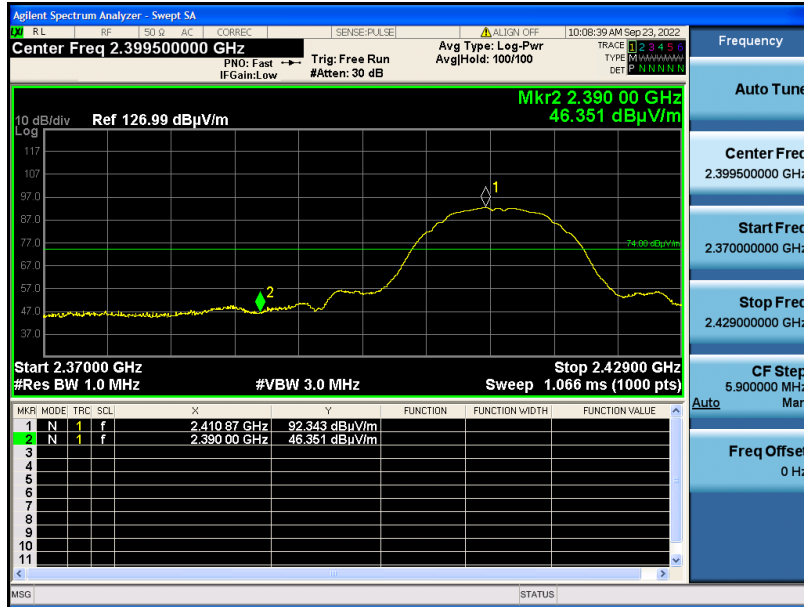 Agilent Spectrum Analyzer - Swept SA
LXI RL RF 50 Ω AC CORREC SENSE:PULSE ALIGN OFF 10:08:39 AM Sep 23, 2022
Center Freq 2.399500000 GHz
PNO: Fast
IFGain:Low
Trig: Free Run
#Atten: 30 dB
Avg Type: Log-Pwr
Avg|Hold: 100/100
TRACE 1 2 3 4 5 6
TYPE M
DET P N N N N N
Mkr2 2.390 00 GHz
46.351 dBµV/m
10 dB/div Ref 126.99 dBµV/m
Log
117
107
97.0
87.0
77.0
67.0
57.0
47.0
37.0
1
2
74.00 dBµV/m
Start 2.37000 GHz Stop 2.42900 GHz
#Res BW 1.0 MHz #VBW 3.0 MHz Sweep 1.066 ms (1000 pts)
MKR MODE TRC SCL X Y FUNCTION FUNCTION WIDTH FUNCTION VALUE
1 N 1 f 2.410 87 GHz 92.343 dBµV/m
2 N 1 f 2.390 00 GHz 46.351 dBµV/m
3
4
5
6
7
8
9
10
11
MSG STATUS
Frequency
Auto Tune
Center Freq
2.399500000 GHz
Start Freq
2.370000000 GHz
Stop Freq
2.429000000 GHz
CF Step
5.900000 MHz
Auto Man
Freq Offset
0 Hz